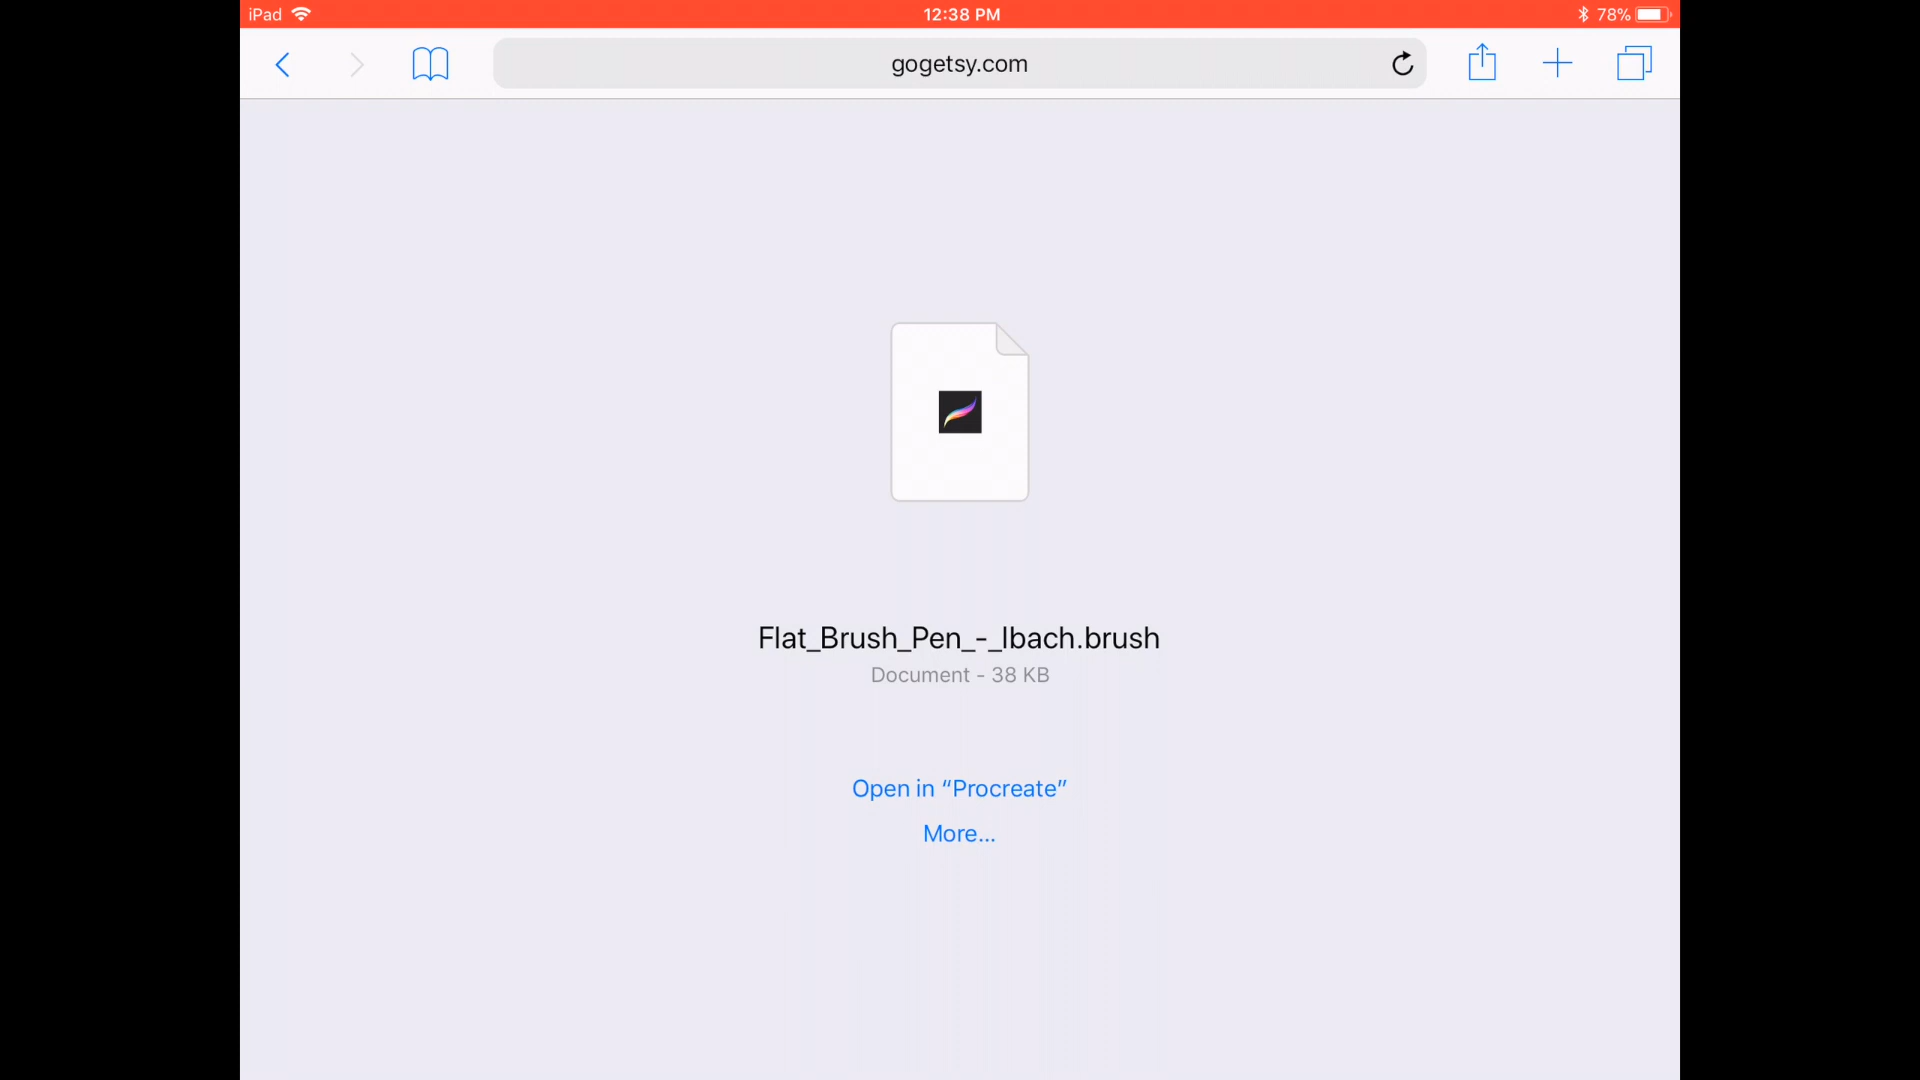 iPad 12:38 PM 78%
gogetsy.com
Flat_Brush_Pen_-_lbach.brush
Document - 38 KB
Open in “Procreate”
More...